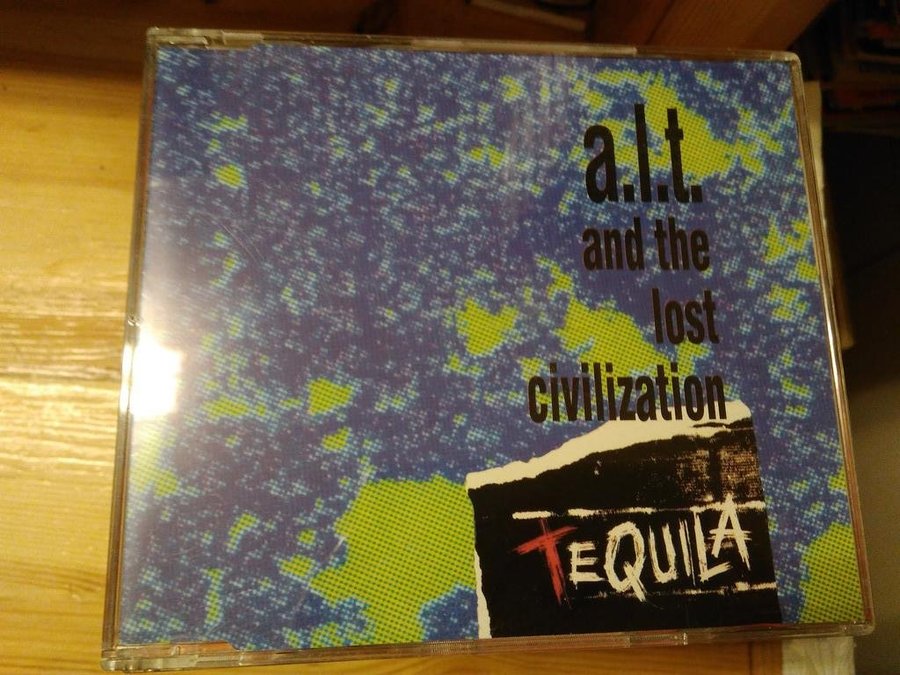 a.l.t.
and the
lost
civilization
TEQUILA